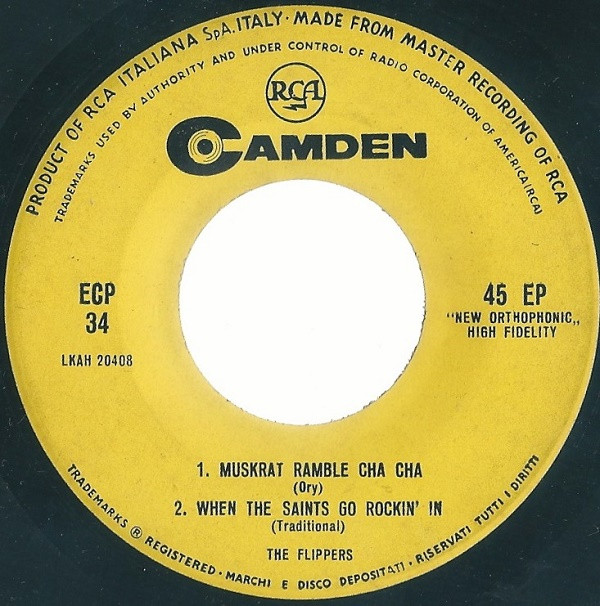 PRODUCT OF RCA ITALIANA SpA. ITALY · MADE FROM MASTER RECORDING OF RCA
TRADEMARKS USED BY AUTHORITY AND UNDER CONTROL OF RADIO CORPORATION OF AMERICA (RCA)
RCA
CAMDEN
ECP
34
LKAH 20408
45 EP
"NEW ORTHOPHONIC„
HIGH FIDELITY
1. MUSKRAT RAMBLE CHA CHA
(Ory)
2. WHEN THE SAINTS GO ROCKIN' IN
(Traditional)
THE FLIPPERS
TRADEMARKS ® REGISTERED · MARCHI E DISCO DEPOSITATI · RISERVATI TUTTI I DIRITTI